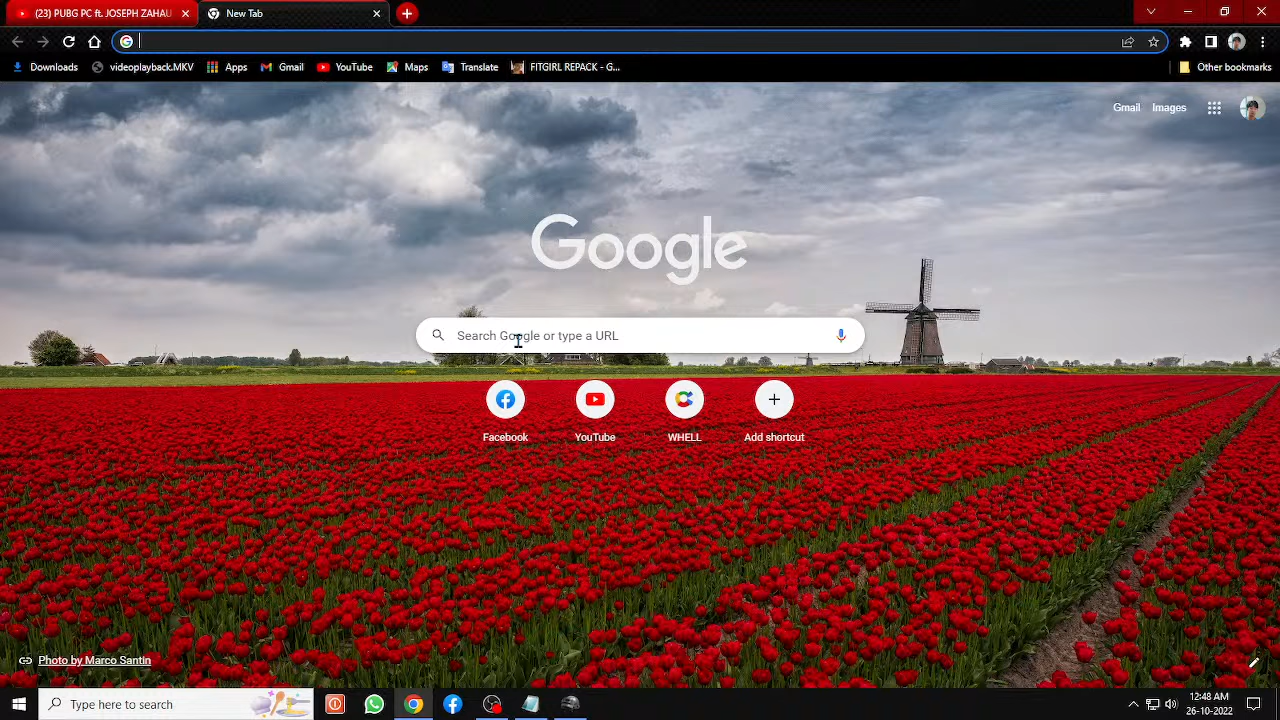 (23) PUBG PC ft. JOSEPH ZAHAU
New Tab
Downloads
videoplayback.MKV
Apps
Gmail
YouTube
Maps
Translate
FITGIRL REPACK - G...
Other bookmarks
Gmail
Images
Google
Search Google or type a URL
Facebook
YouTube
WHELL
Add shortcut
Photo by Marco Santin
Type here to search
12:48 AM
26-10-2022